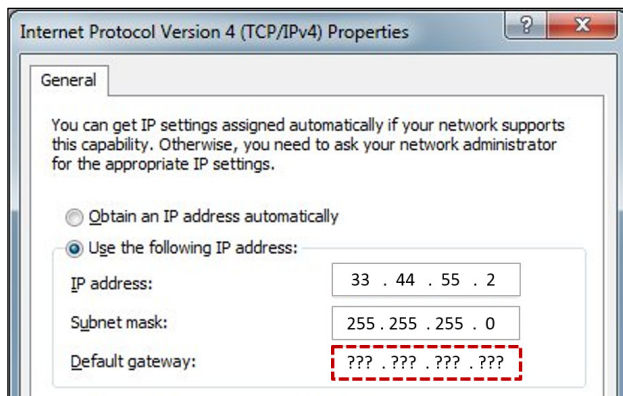 Internet Protocol Version 4 (TCP/IPv4) Properties
General
You can get IP settings assigned automatically if your network supports
this capability. Otherwise, you need to ask your network administrator
for the appropriate IP settings.
Obtain an IP address automatically
Use the following IP address:
IP address: 33 . 44 . 55 . 2
Subnet mask: 255 . 255 . 255 . 0
Default gateway: ??? . ??? . ??? . ???